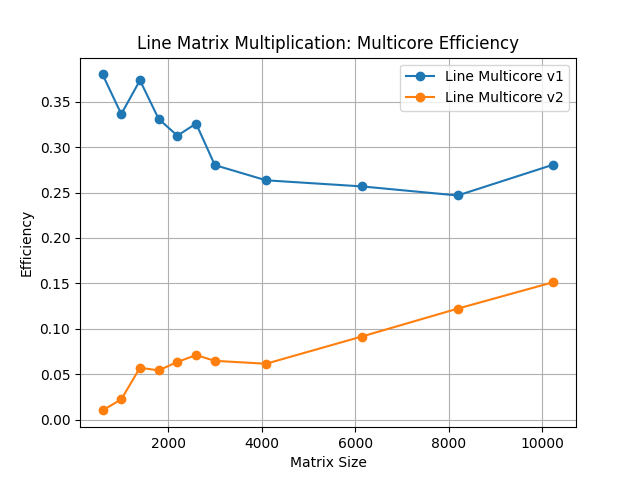 Line Matrix Multiplication: Multicore Efficiency
Line Multicore v1
Line Multicore v2
Efficiency
0.35
0.30
0.25
0.20
0.15
0.10
0.05
0.00
2000 4000 6000 8000 10000
Matrix Size